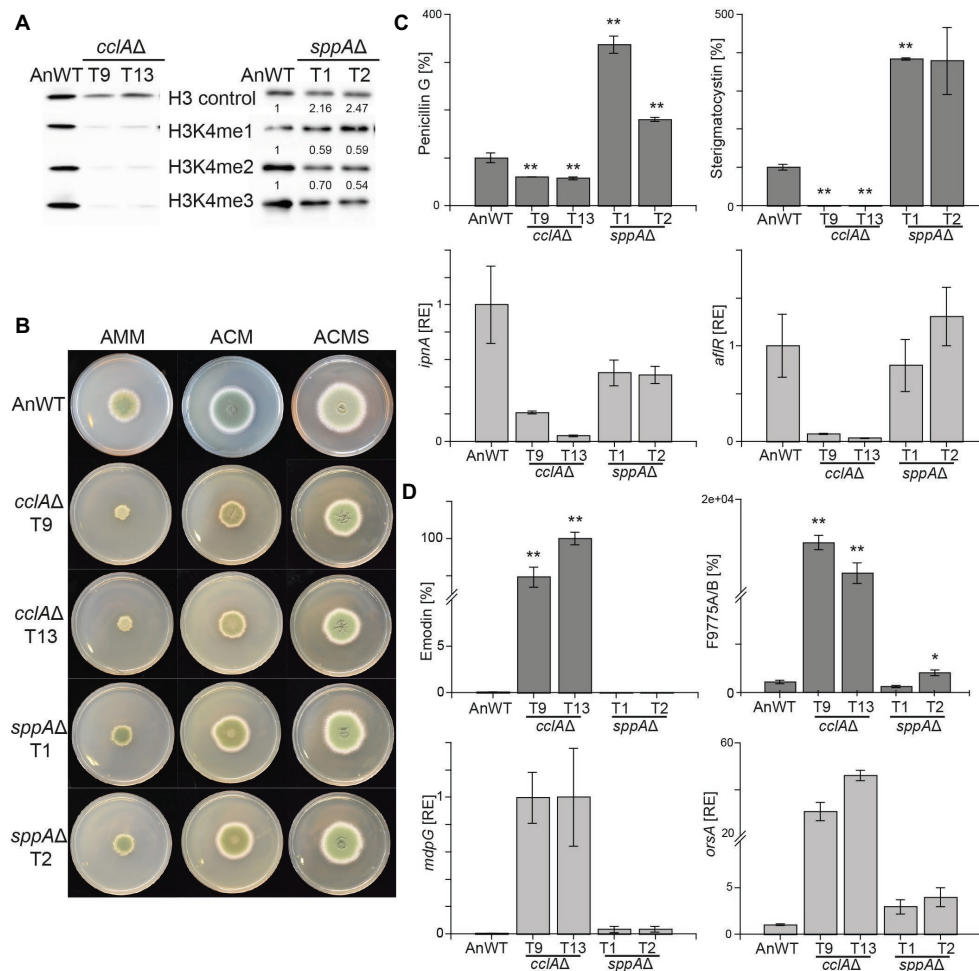 A
cclAΔ
sppAΔ
AnWT T9 T13
AnWT T1 T2
H3 control
1 2.16 2.47
H3K4me1
1 0.59 0.59
H3K4me2
1 0.70 0.54
H3K4me3
B
AMM ACM ACMS
AnWT
cclAΔ
T9
cclAΔ
T13
sppAΔ
T1
sppAΔ
T2
C
Penicillin G [%]
400
0
** ** ** **
AnWT T9 T13 T1 T2
cclAΔ sppAΔ
Sterigmatocystin [%]
500
0
** ** **
AnWT T9 T13 T1 T2
cclAΔ sppAΔ
ipnA [RE]
1
0
AnWT T9 T13 T1 T2
cclAΔ sppAΔ
aflR [RE]
1
0
AnWT T9 T13 T1 T2
cclAΔ sppAΔ
D
Emodin [%]
100
5
0
** **
AnWT T9 T13 T1 T2
cclAΔ sppAΔ
F9775A/B [%]
2e+04
0
** ** *
AnWT T9 T13 T1 T2
cclAΔ sppAΔ
mdpG [RE]
1
0
AnWT T9 T13 T1 T2
cclAΔ sppAΔ
orsA [RE]
60
20
5
0
AnWT T9 T13 T1 T2
cclAΔ sppAΔ